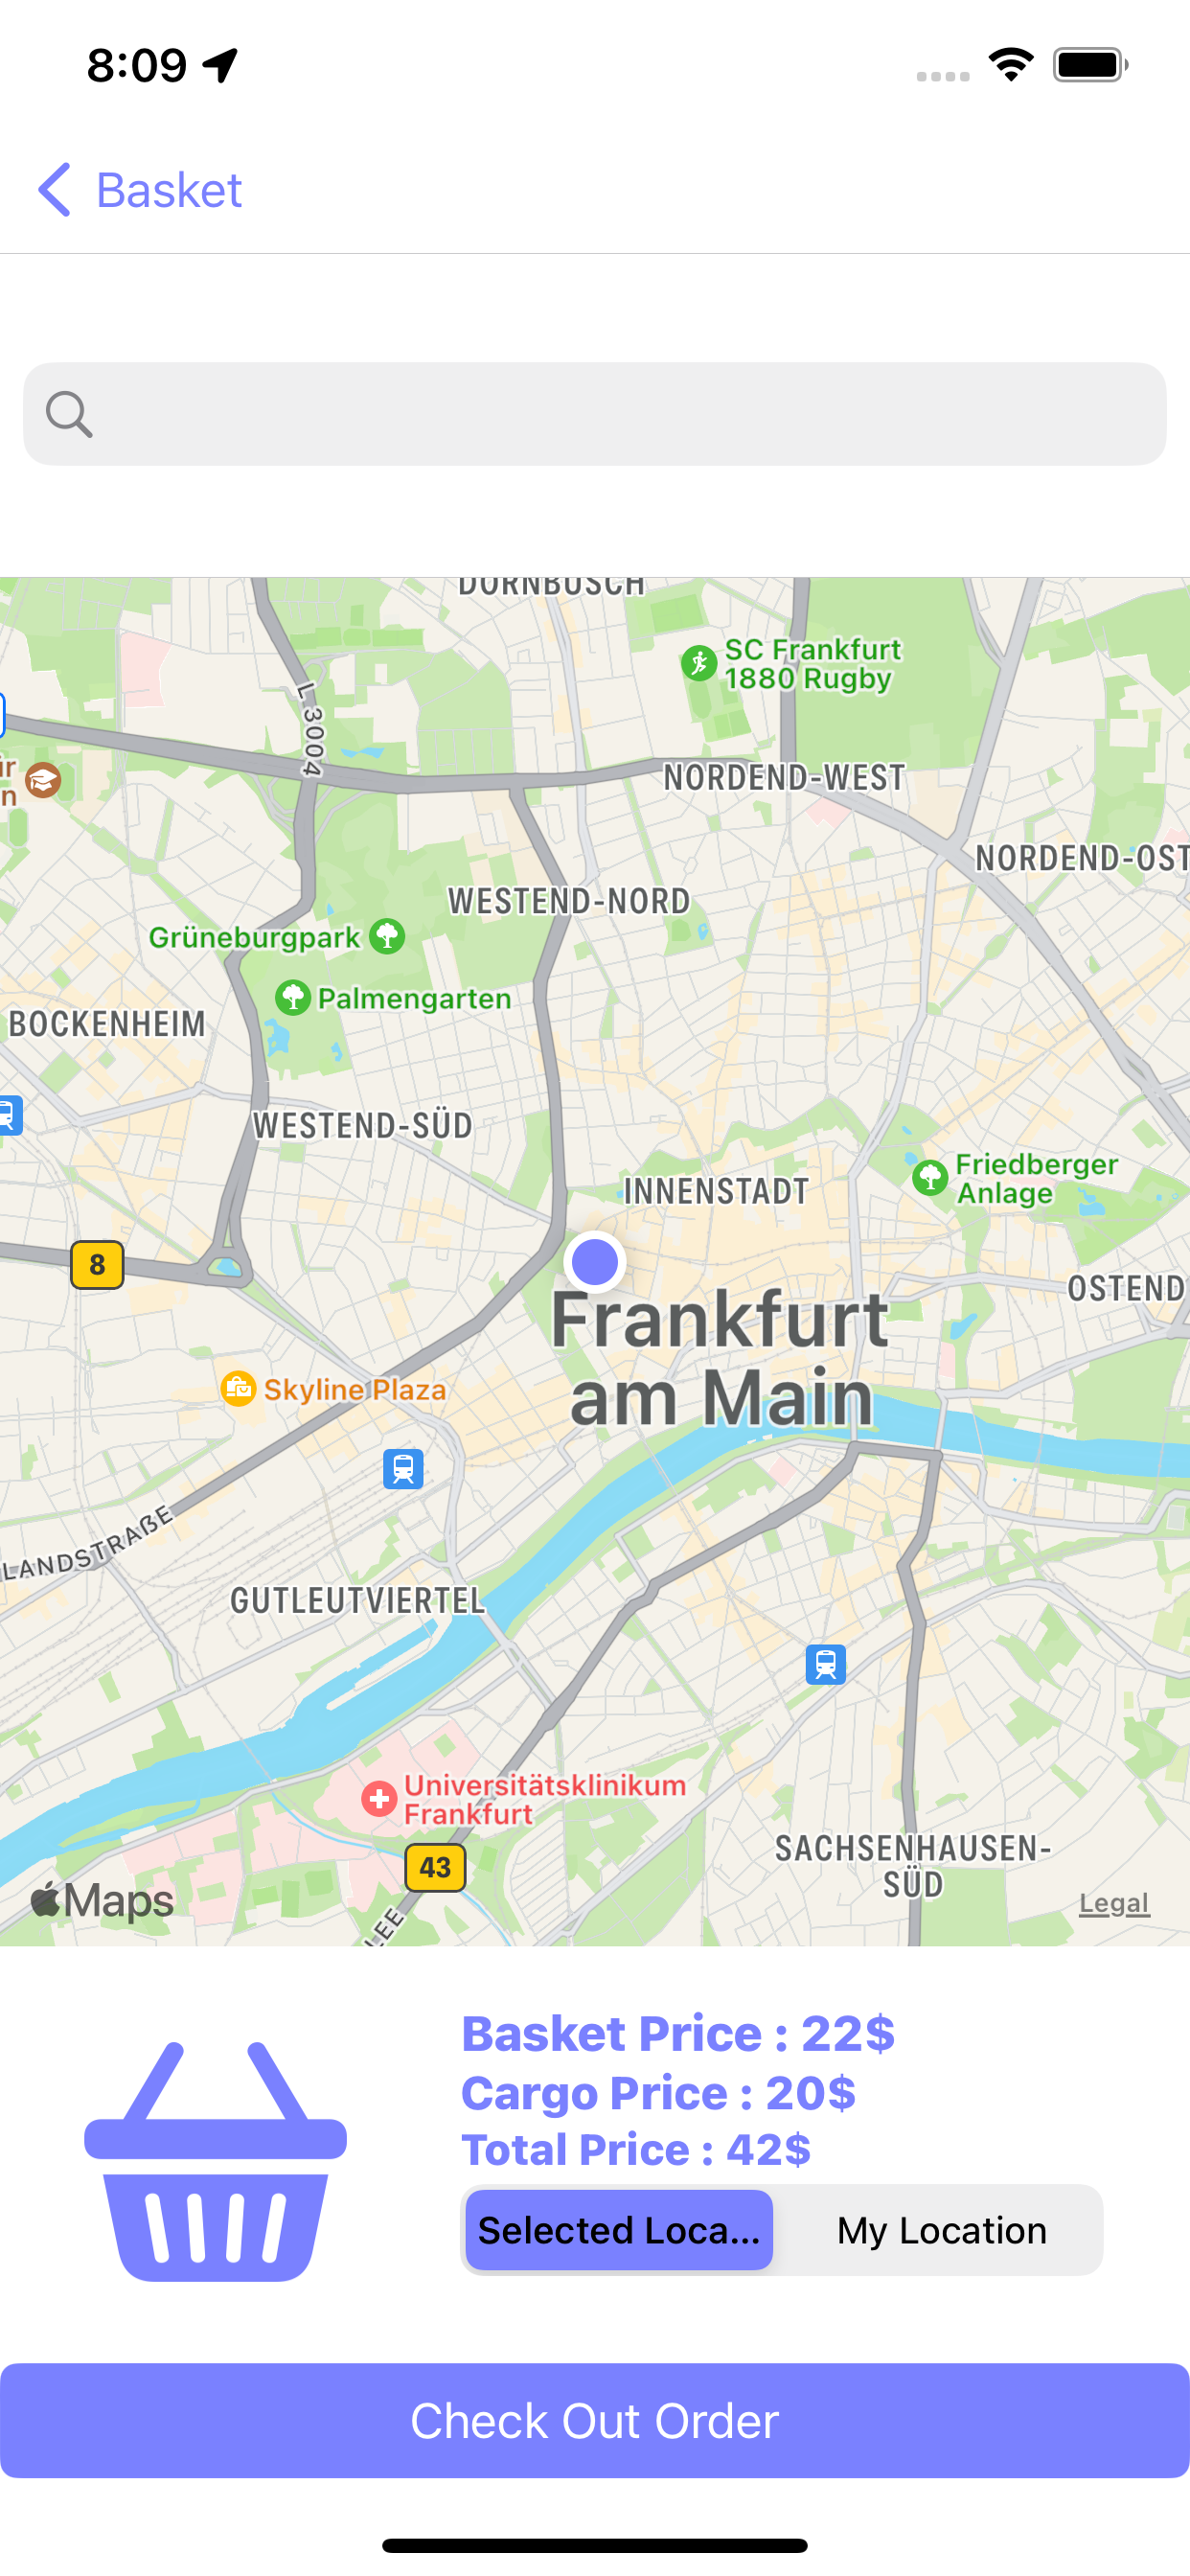 8:09
Basket
DORNBUSCH
SC Frankfurt
1880 Rugby
L 3004
NORDEND-WEST
NORDEND-OST
WESTEND-NORD
Grüneburgpark
Palmengarten
BOCKENHEIM
WESTEND-SÜD
Friedberger
Anlage
INNENSTADT
8
OSTEND
Frankfurt
am Main
Skyline Plaza
LANDSTRAẞE
GUTLEUTVIERTEL
Universitätsklinikum
Frankfurt
43
SACHSENHAUSEN-
SÜD
Maps
Legal
LEE
Basket Price : 22$
Cargo Price : 20$
Total Price : 42$
Selected Loca...
My Location
Check Out Order